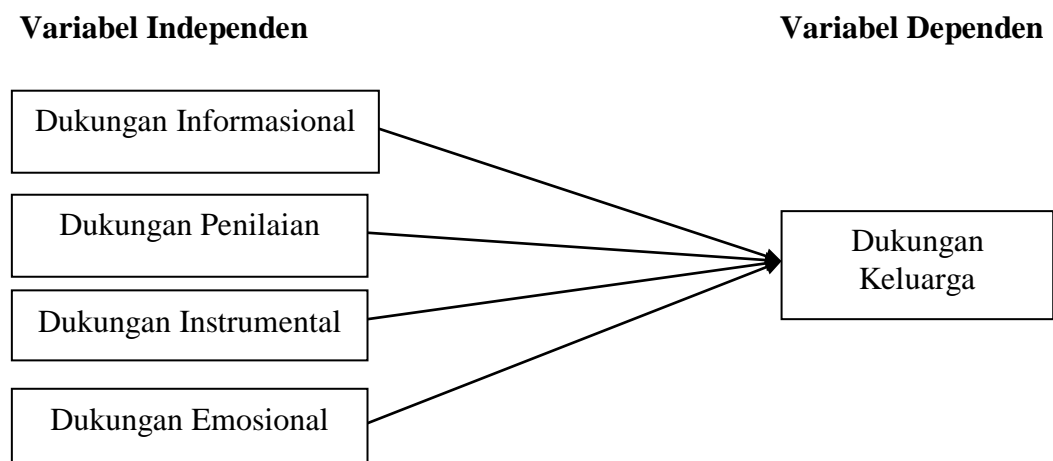 Variabel Independen
Variabel Dependen
Dukungan Informasional
Dukungan Penilaian
Dukungan Instrumental
Dukungan Emosional
Dukungan
Keluarga